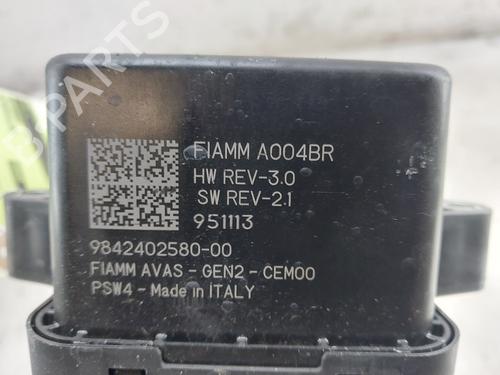 B-PARTS
FIAMM A004BR
HW REV-3.0
SW REV-2.1
951113
9842402580-00
FIAMM AVAS - GEN2 - CEM00
PSW4 - Made in ITALY